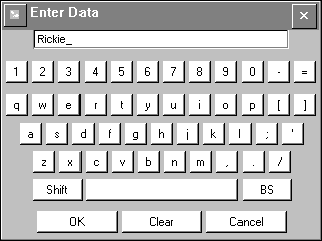 Enter Data
Rickie_
1 2 3 4 5 6 7 8 9 0 - =
q w e r t y u i o p [ ]
a s d f g h j k l ; '
z x c v b n m , . /
Shift BS
OK Clear Cancel